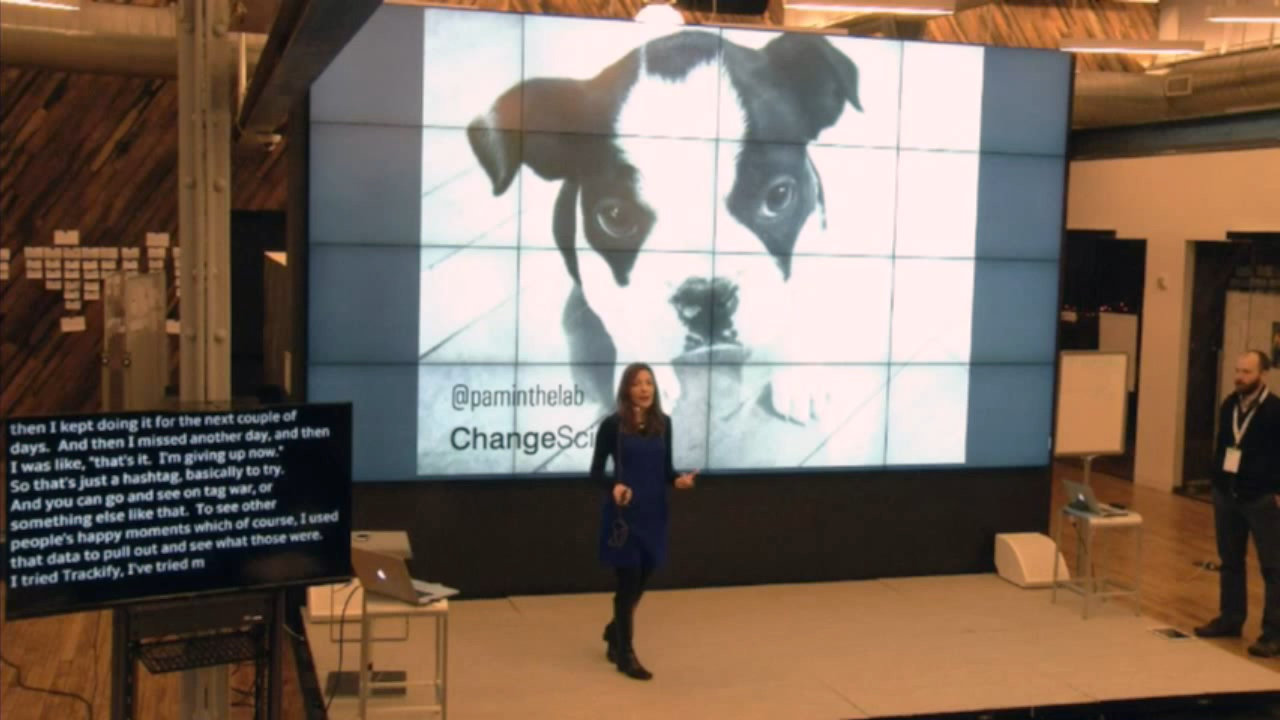 @paminthelab
ChangeSci
then I kept doing it for the next couple of
days. And then I missed another day, and then
I was like, "that's it. I'm giving up now."
So that's just a hashtag, basically to try.
And you can go and see on tag war, or
something else like that. To see other
people's happy moments which of course, I used
that data to pull out and see what those were.
I tried Trackify, I've tried m